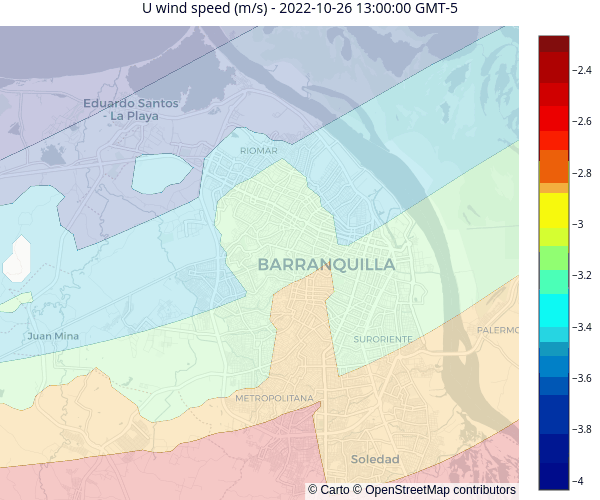 U wind speed (m/s) - 2022-10-26 13:00:00 GMT-5
Eduardo Santos
- La Playa
RIOMAR
BARRANQUILLA
Juan Mina
SURORIENTE
PALERMO
METROPOLITANA
Soledad
© Carto © OpenStreetMap contributors
−2.4
−2.6
−2.8
−3
−3.2
−3.4
−3.6
−3.8
−4